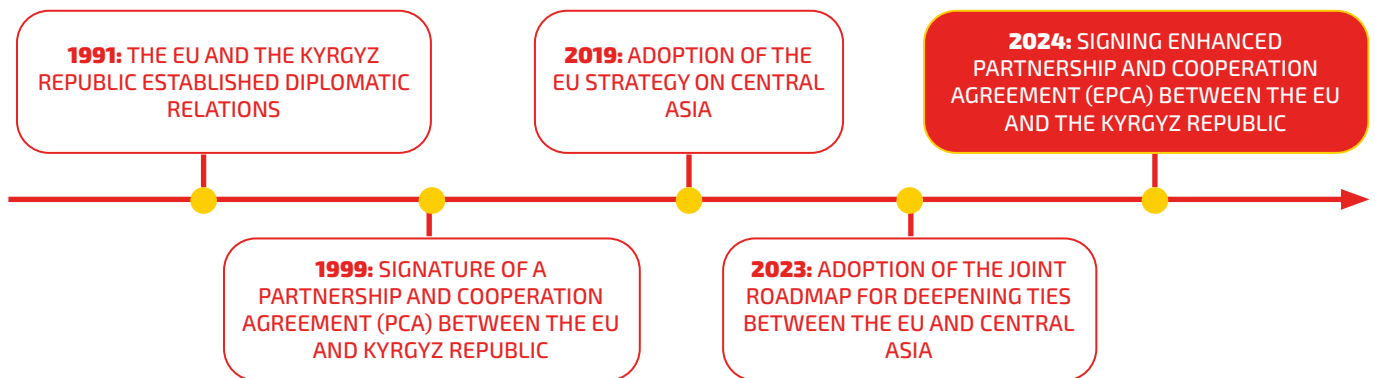 1991: THE EU AND THE KYRGYZ
REPUBLIC ESTABLISHED DIPLOMATIC
RELATIONS
1999: SIGNATURE OF A
PARTNERSHIP AND COOPERATION
AGREEMENT (PCA) BETWEEN THE EU
AND KYRGYZ REPUBLIC
2019: ADOPTION OF THE
EU STRATEGY ON CENTRAL
ASIA
2023: ADOPTION OF THE JOINT
ROADMAP FOR DEEPENING TIES
BETWEEN THE EU AND CENTRAL
ASIA
2024: SIGNING ENHANCED
PARTNERSHIP AND COOPERATION
AGREEMENT (EPCA) BETWEEN THE EU
AND THE KYRGYZ REPUBLIC